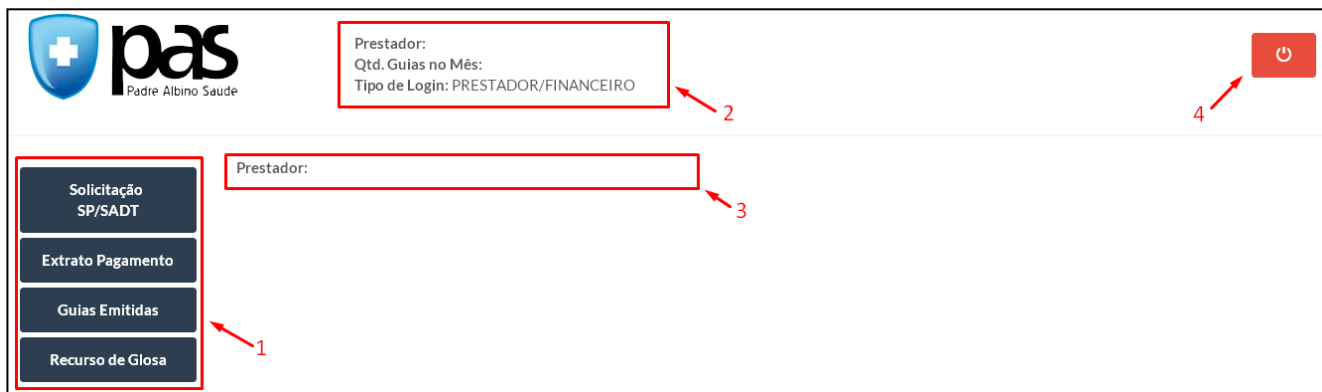 pas
Padre Albino Saude
Prestador:
Qtd. Guias no Mês:
Tipo de Login: PRESTADOR/FINANCEIRO
2
4
Solicitação
SP/SADT
Extrato Pagamento
Guias Emitidas
Recurso de Glosa
1
Prestador:
3